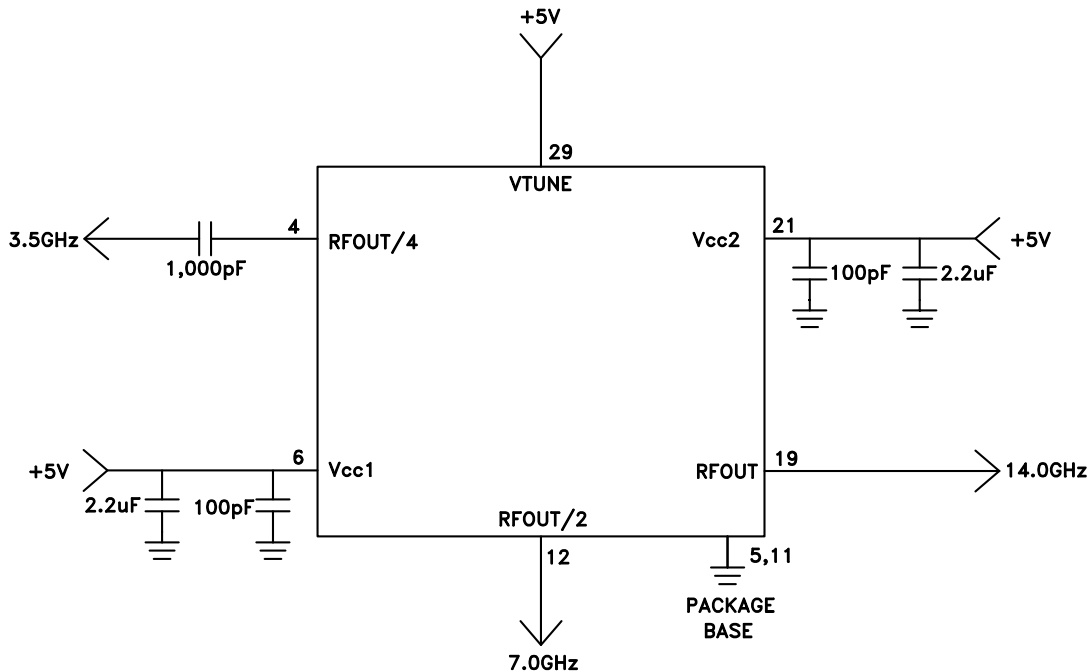 +5V
29
VTUNE
3.5GHz
4
RFOUT/4
1,000pF
Vcc2
21
+5V
100pF
2.2uF
+5V
6
Vcc1
2.2uF
100pF
RFOUT
19
14.0GHz
RFOUT/2
12
5,11
PACKAGE
BASE
7.0GHz